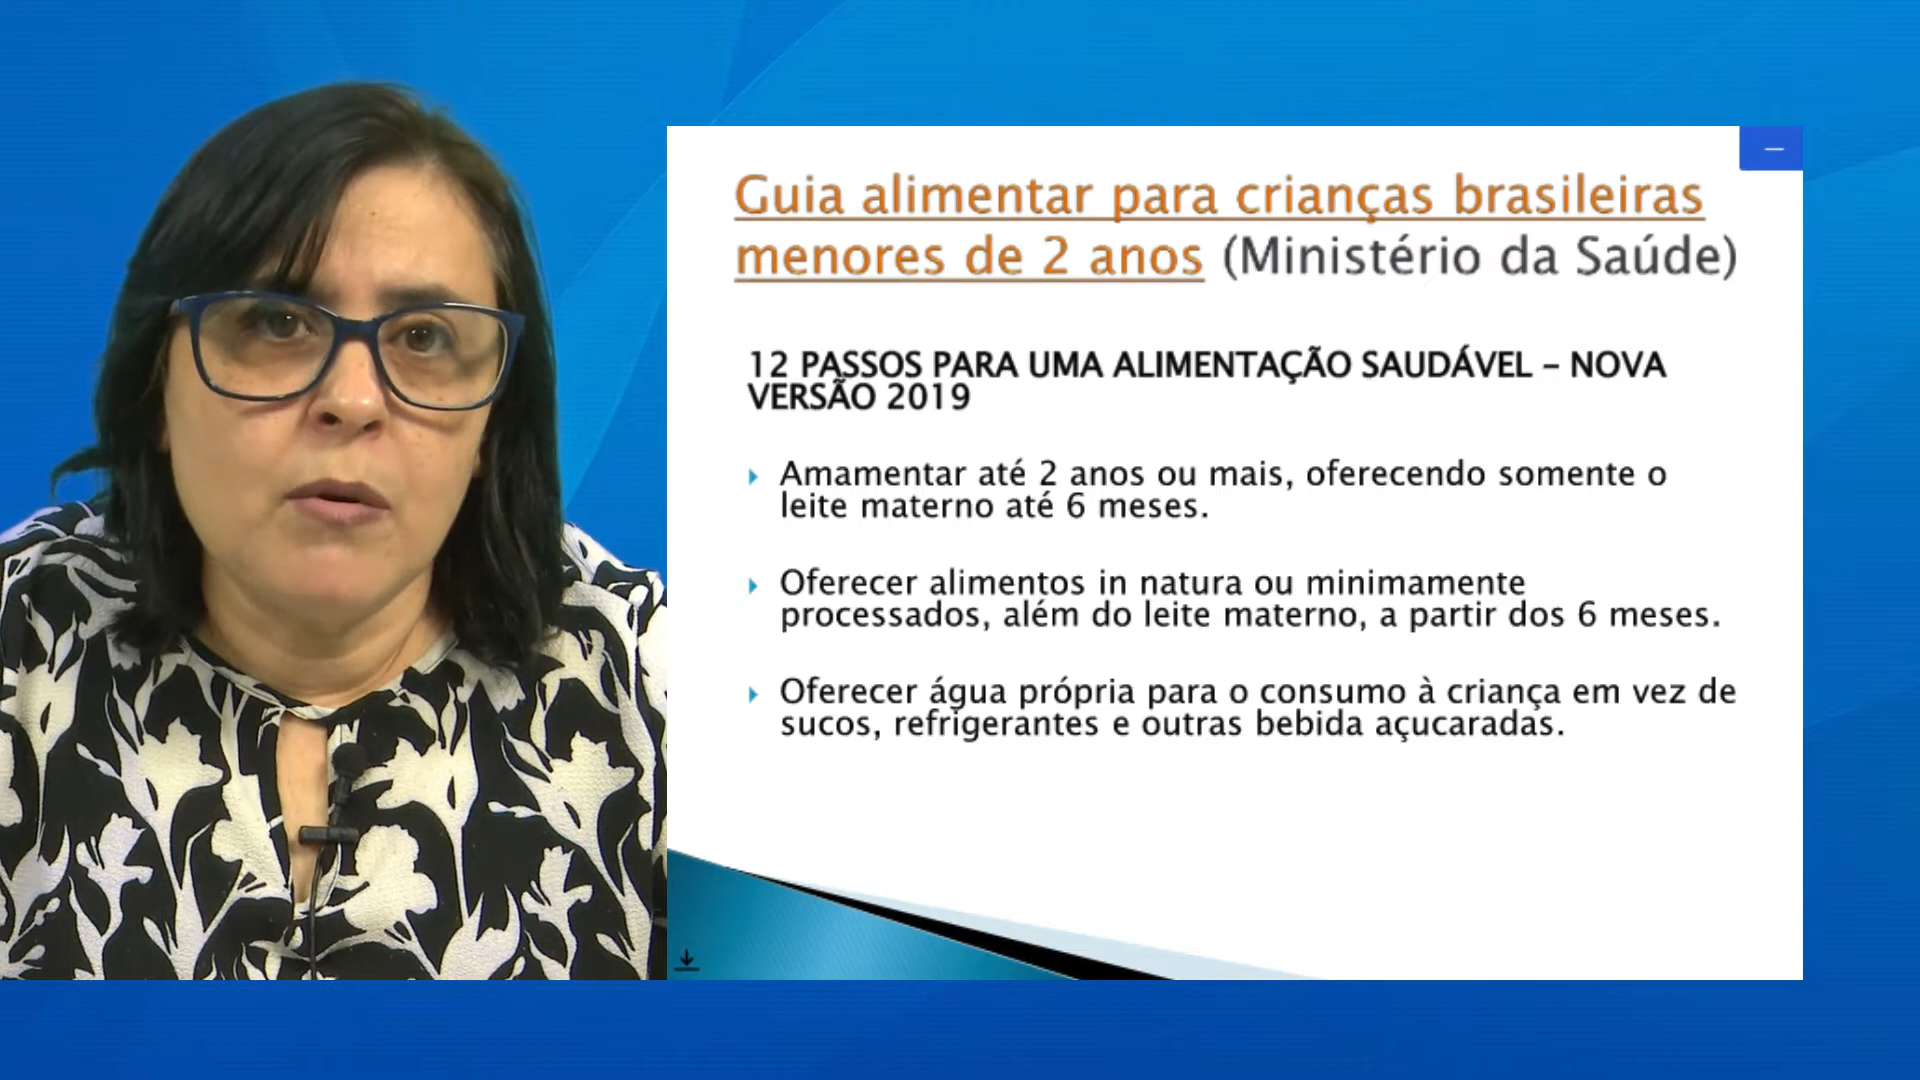 Guia alimentar para crianças brasileiras
menores de 2 anos (Ministério da Saúde)
12 PASSOS PARA UMA ALIMENTAÇÃO SAUDÁVEL – NOVA
VERSÃO 2019
Amamentar até 2 anos ou mais, oferecendo somente o
leite materno até 6 meses.
Oferecer alimentos in natura ou minimamente
processados, além do leite materno, a partir dos 6 meses.
Oferecer água própria para o consumo à criança em vez de
sucos, refrigerantes e outras bebida açucaradas.